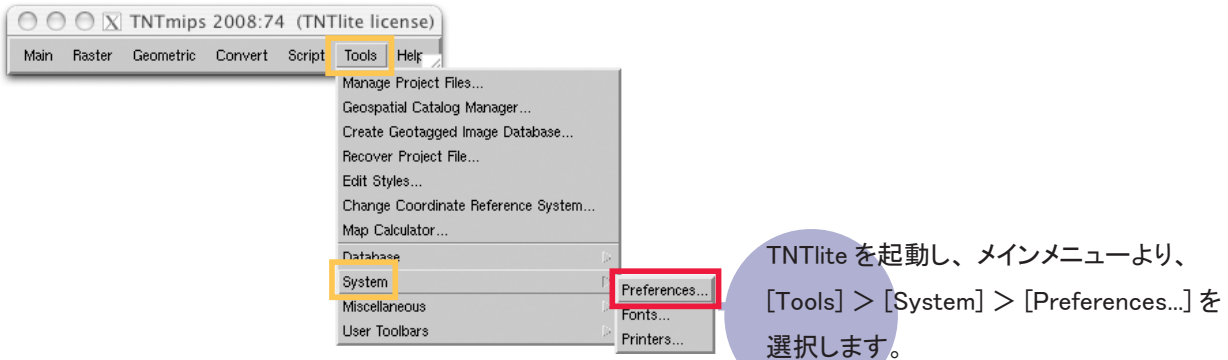 TNTmips 2008:74 (TNTlite license)
Main Raster Geometric Convert Script Tools Help
Manage Project Files...
Geospatial Catalog Manager...
Create Geotagged Image Database...
Recover Project File...
Edit Styles...
Change Coordinate Reference System...
Map Calculator...
Database
System
Miscellaneous
User Toolbars
Preferences...
Fonts...
Printers...
TNTlite を起動し、メインメニューより、
[Tools] > [System] > [Preferences...] を
選択します。